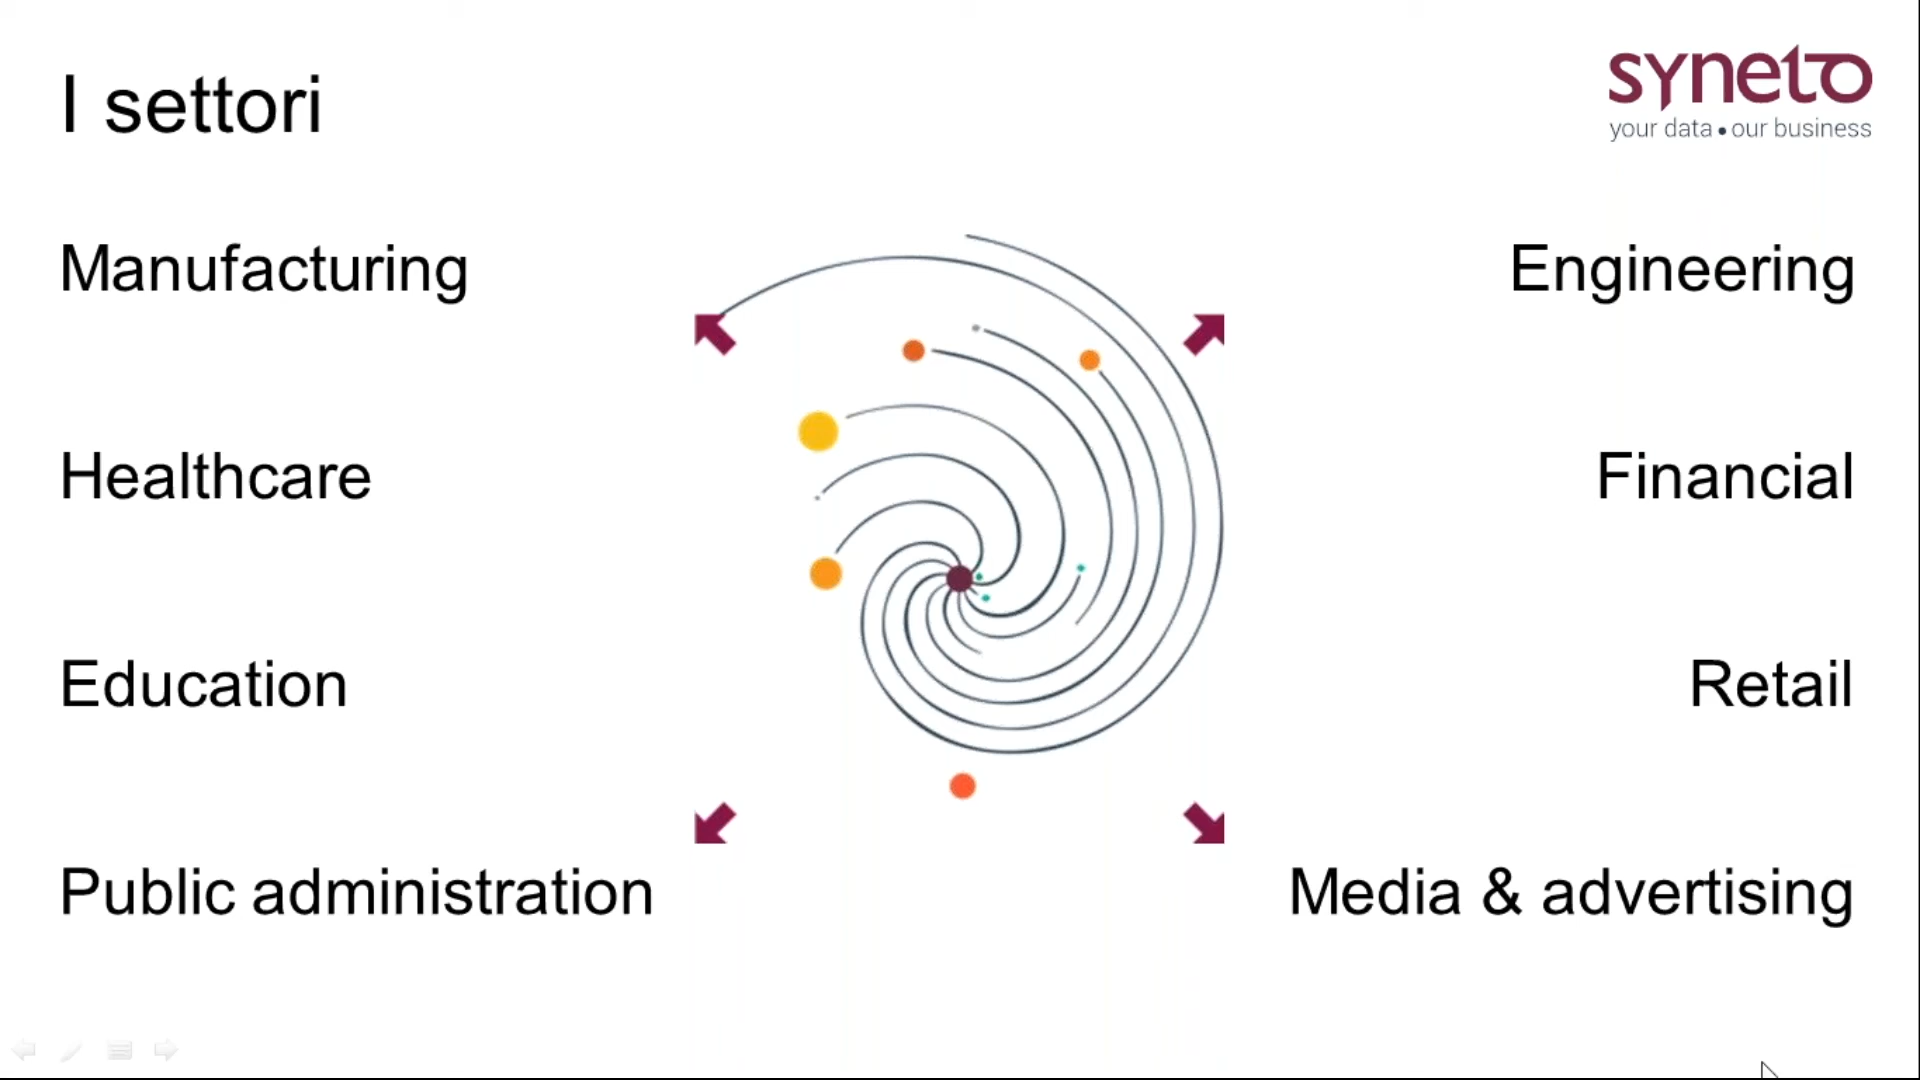 I settori
syneto
your data • our business
Manufacturing
Engineering
Healthcare
Financial
Education
Retail
Public administration
Media & advertising